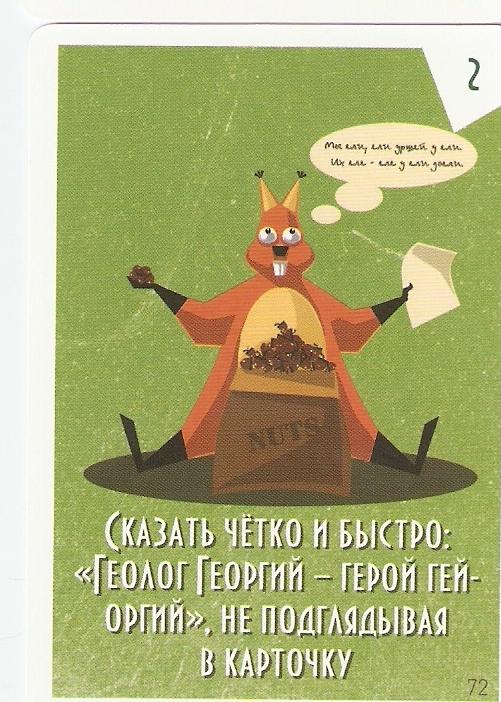 2
Мы ели, ели ершей у ели.
Их еле - еле у ели доели.
NUTS
Сказать чётко и быстро:
«Геолог Георгий – герой гей-
оргий», не подглядывая
в карточку
72